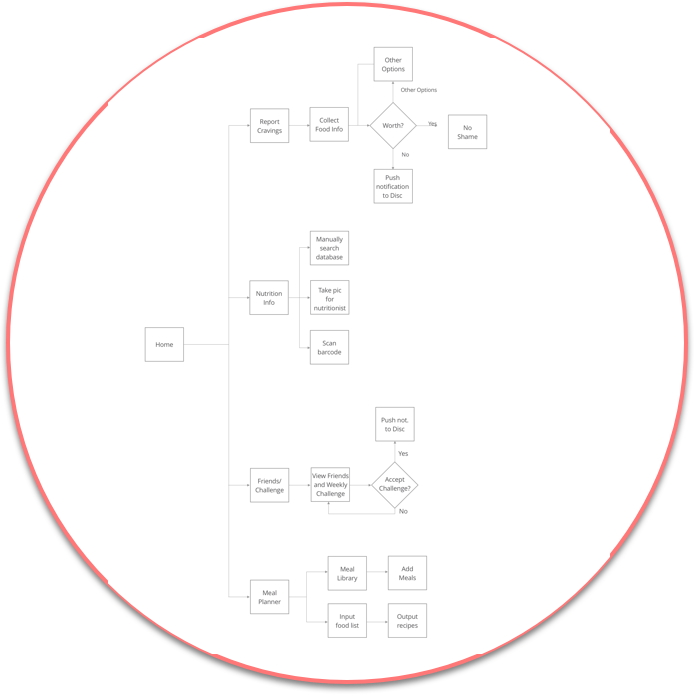 Other
Options
Other Options
Report
Cravings
Collect
Food Info
Worth?
Yes
No
Shame
No
Push
notification
to Disc
Manually
search
database
Nutrition
Info
Take pic
for
nutritionist
Home
Scan
barcode
Push not.
to Disc
Yes
Friends/
Challenge
View Friends
and Weekly
Challenge
Accept
Challenge?
No
Meal
Library
Add
Meals
Meal
Planner
Input
food list
Output
recipes